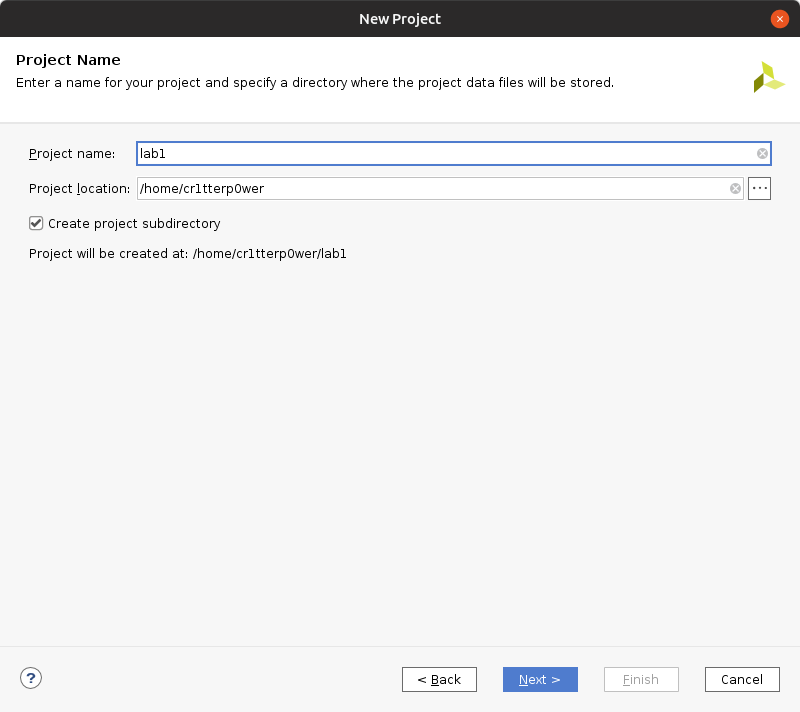 New Project
Project Name
Enter a name for your project and specify a directory where the project data files will be stored.
Project name: lab1
Project location: /home/cr1tterp0wer ...
Create project subdirectory
Project will be created at: /home/cr1tterp0wer/lab1
? < Back Next > Finish Cancel